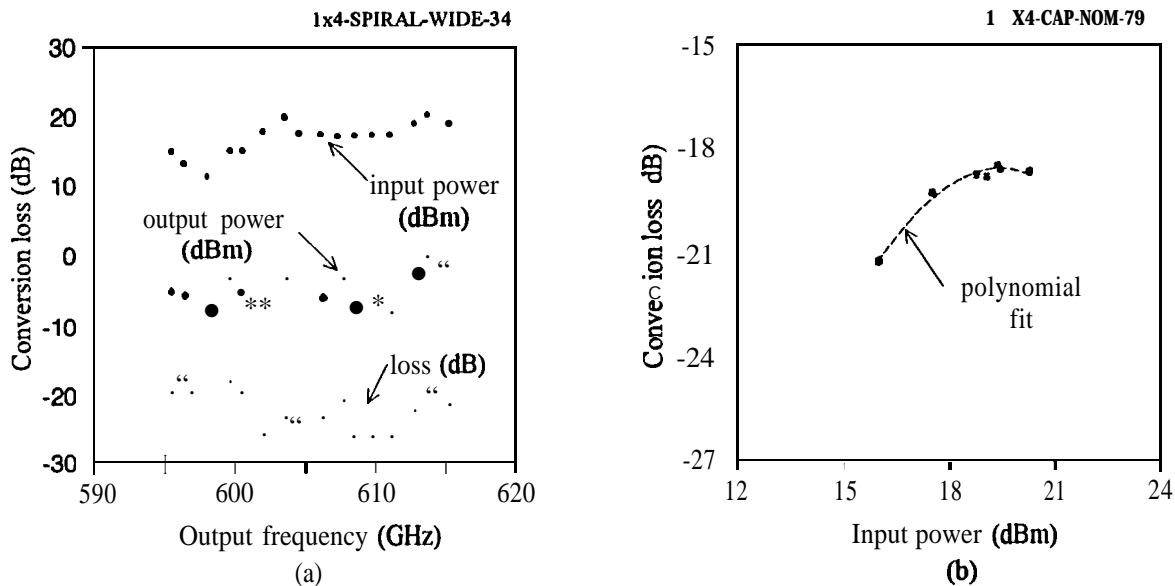 1x4-SPIRAL-WIDE-34
30
20
10
0
-10
-20
-30
590
600
610
620
Conversion loss (dB)
input power
(dBm)
output power
(dBm)
“
**
*
loss (dB)
“
“
“
Output frequency (GHz)
(a)
1 X4-CAP-NOM-79
-15
-18
-21
-24
-27
12
15
18
21
24
loss dB)
polynomial
fit
Input power (dBm)
(b)